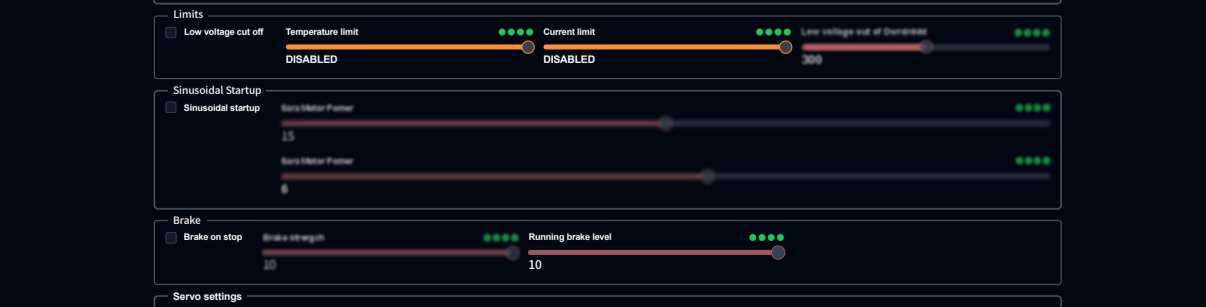 Limits
Low voltage cut off
Temperature limit
Current limit
DISABLED
DISABLED
300
Sinusoidal Startup
Sinusoidal startup
15
6
Brake
Brake on stop
Running brake level
10
10
Servo settings